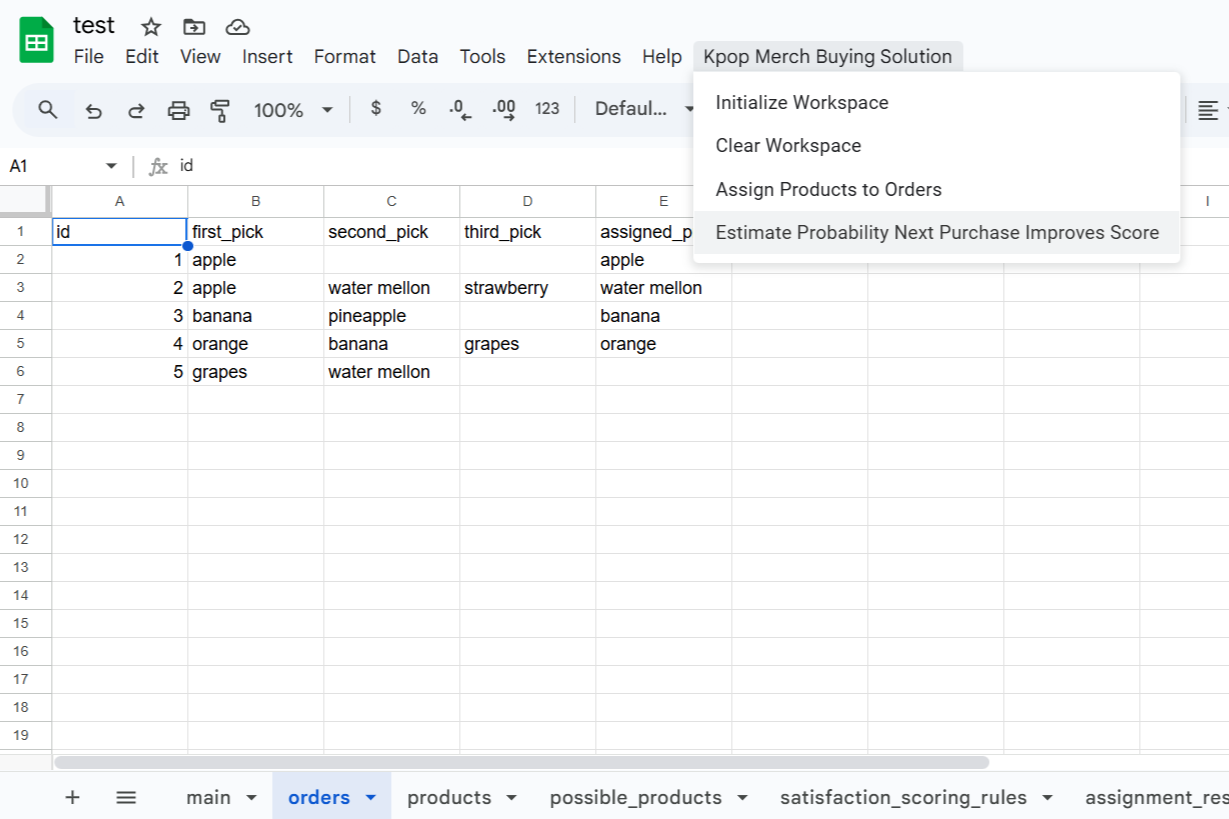 test
File Edit View Insert Format Data Tools Extensions Help Kpop Merch Buying Solution
100% $ % .0 .00 123 Defaul...
Initialize Workspace
Clear Workspace
Assign Products to Orders
Estimate Probability Next Purchase Improves Score
A1 fx id
A B C D E I
1 id first_pick second_pick third_pick assigned_p
2 1 apple apple
3 2 apple water mellon strawberry water mellon
4 3 banana pineapple banana
5 4 orange banana grapes orange
6 5 grapes water mellon
7
8
9
10
11
12
13
14
15
16
17
18
19
+ main orders products possible_products satisfaction_scoring_rules assignment_res